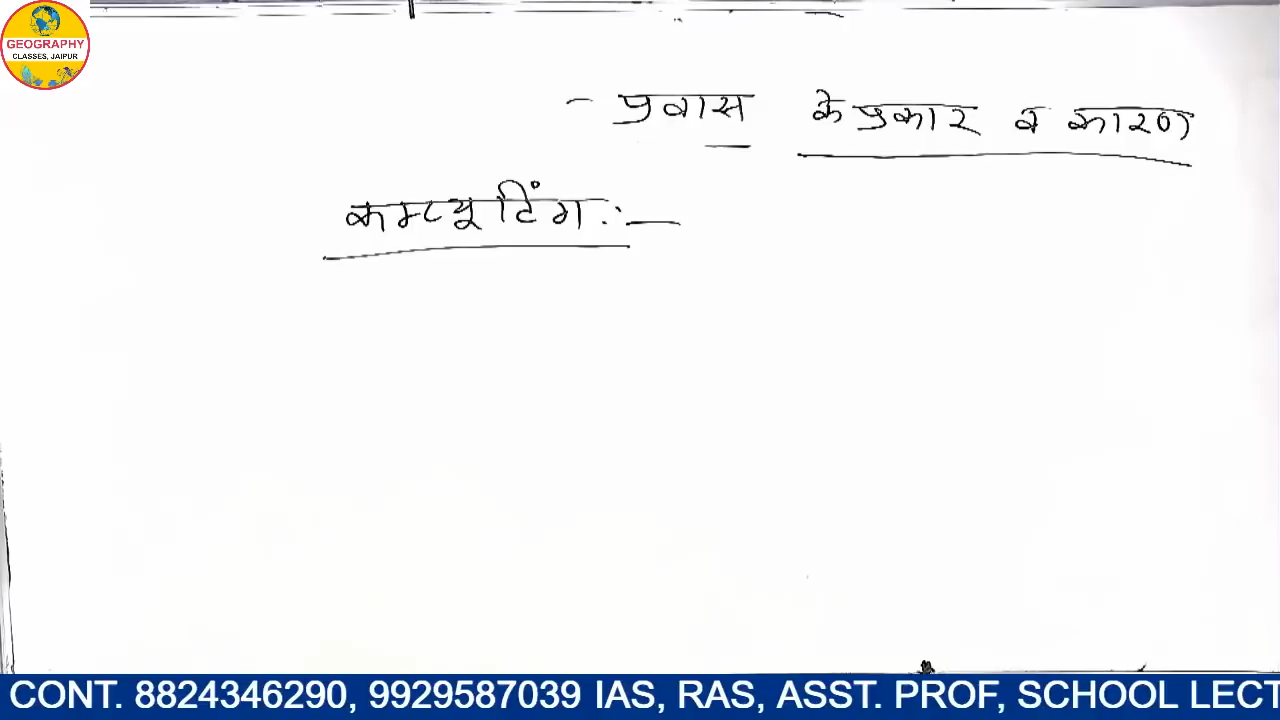 GEOGRAPHY
CLASSES, JAIPUR
- प्रवास के प्रकार व कारण
कम्प्यूटिंग :-
CONT. 8824346290, 9929587039 IAS, RAS, ASST. PROF, SCHOOL LECT